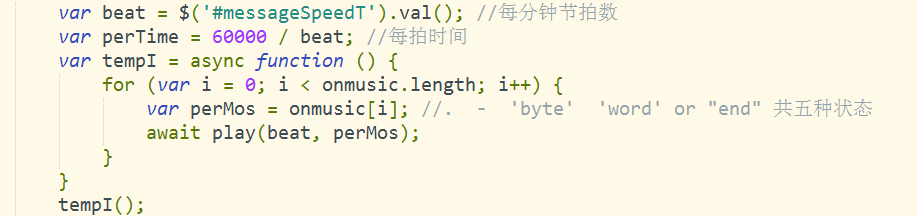 var beat = $('#messageSpeedT').val(); //每分钟节拍数
var perTime = 60000 / beat; //每拍时间
var tempI = async function () {
for (var i = 0; i < onmusic.length; i++) {
var perMos = onmusic[i]; //. - 'byte' 'word' or "end" 共五种状态
await play(beat, perMos);
}
}
tempI();